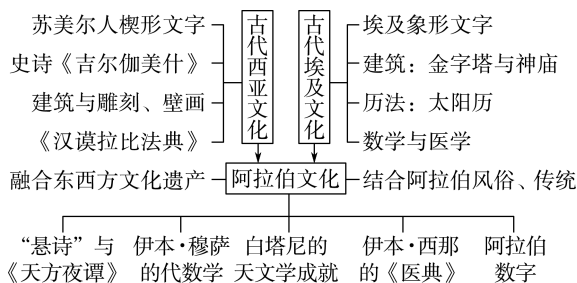 苏美尔人楔形文字
史诗《吉尔伽美什》
建筑与雕刻、壁画
《汉谟拉比法典》
古代西亚文化
古代埃及文化
埃及象形文字
建筑：金字塔与神庙
历法：太阳历
数学与医学
融合东西方文化遗产
阿拉伯文化
结合阿拉伯风俗、传统
“悬诗”与
《天方夜谭》
伊本·穆萨
的代数学
白塔尼的
天文学成就
伊本·西那
的《医典》
阿拉伯
数字